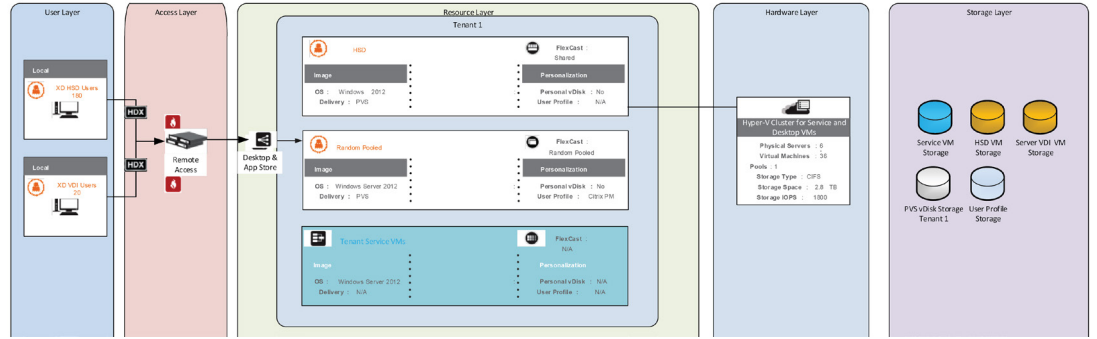 User Layer
Access Layer
Resource Layer
Hardware Layer
Storage Layer
Tenant 1
Local
XD HSD Users
160
HDX
Local
XD VDI Users
20
HDX
Remote
Access
Desktop &
App Store
HSD
FlexCast :
Shared
Image
Personalization
OS : Windows 2012
Personal vDisk : No
Delivery : PVS
User Profile : N/A
Random Pooled
FlexCast :
Random Pooled
Image
Personalization
OS : Windows Server 2012
Personal vDisk : No
Delivery : PVS
User Profile : Citrix PM
Tenant Service VMs
FlexCast :
N/A
Image
Personalization
OS : Windows Server 2012
Personal vDisk : N/A
Delivery : N/A
User Profile : N/A
Hyper-V Cluster for Service and
Desktop VMs
Physical Servers : 6
Virtual Machines : 36
Pools : 1
Storage Type : CIFS
Storage Space : 2.8 TB
Storage IOPS : 1800
Service VM
Storage
HSD VM
Storage
Server VDI VM
Storage
PVS vDisk Storage
Tenant 1
User Profile
Storage